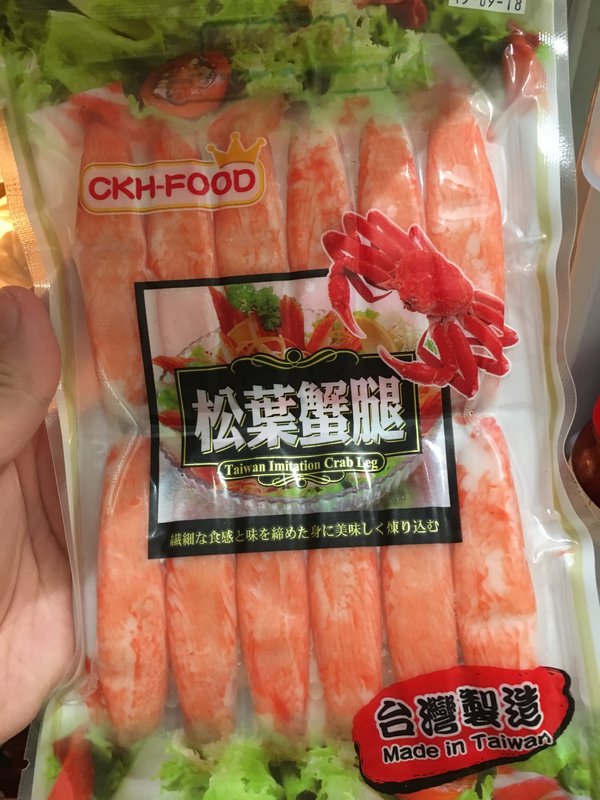 CKH-FOOD
松葉蟹腿
Taiwan Imitation Crab Leg
繊細な食感と味を締めた身に美味しく煉り込む
台灣製造
Made in Taiwan